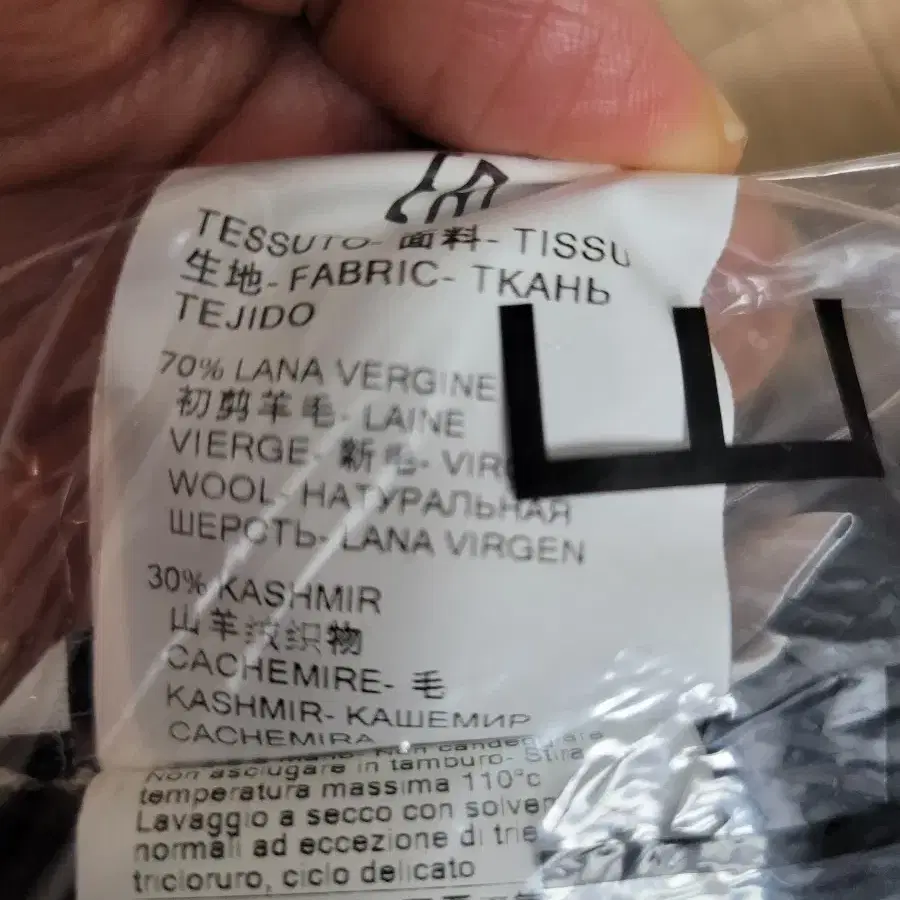 TESSUTO- 面料- TISSU
生地- FABRIC- ТКАНЬ
TEJIDO
70% LANA VERGINE
初剪羊毛- LAINE
VIERGE- 新毛- VIR
WOOL- НАТУРАЛЬНАЯ
ШЕРСТЬ- LANA VIRGEN
30% KASHMIR
山羊绒织物
CACHEMIRE- 毛
KASHMIR- КАШЕМИР
CACHEMIRA
Non asciugare in tamburo- Stira
temperatura massima 110°c
Lavaggio a secco con solven
normali ad eccezione di trie
tricloruro, ciclo delicato
E